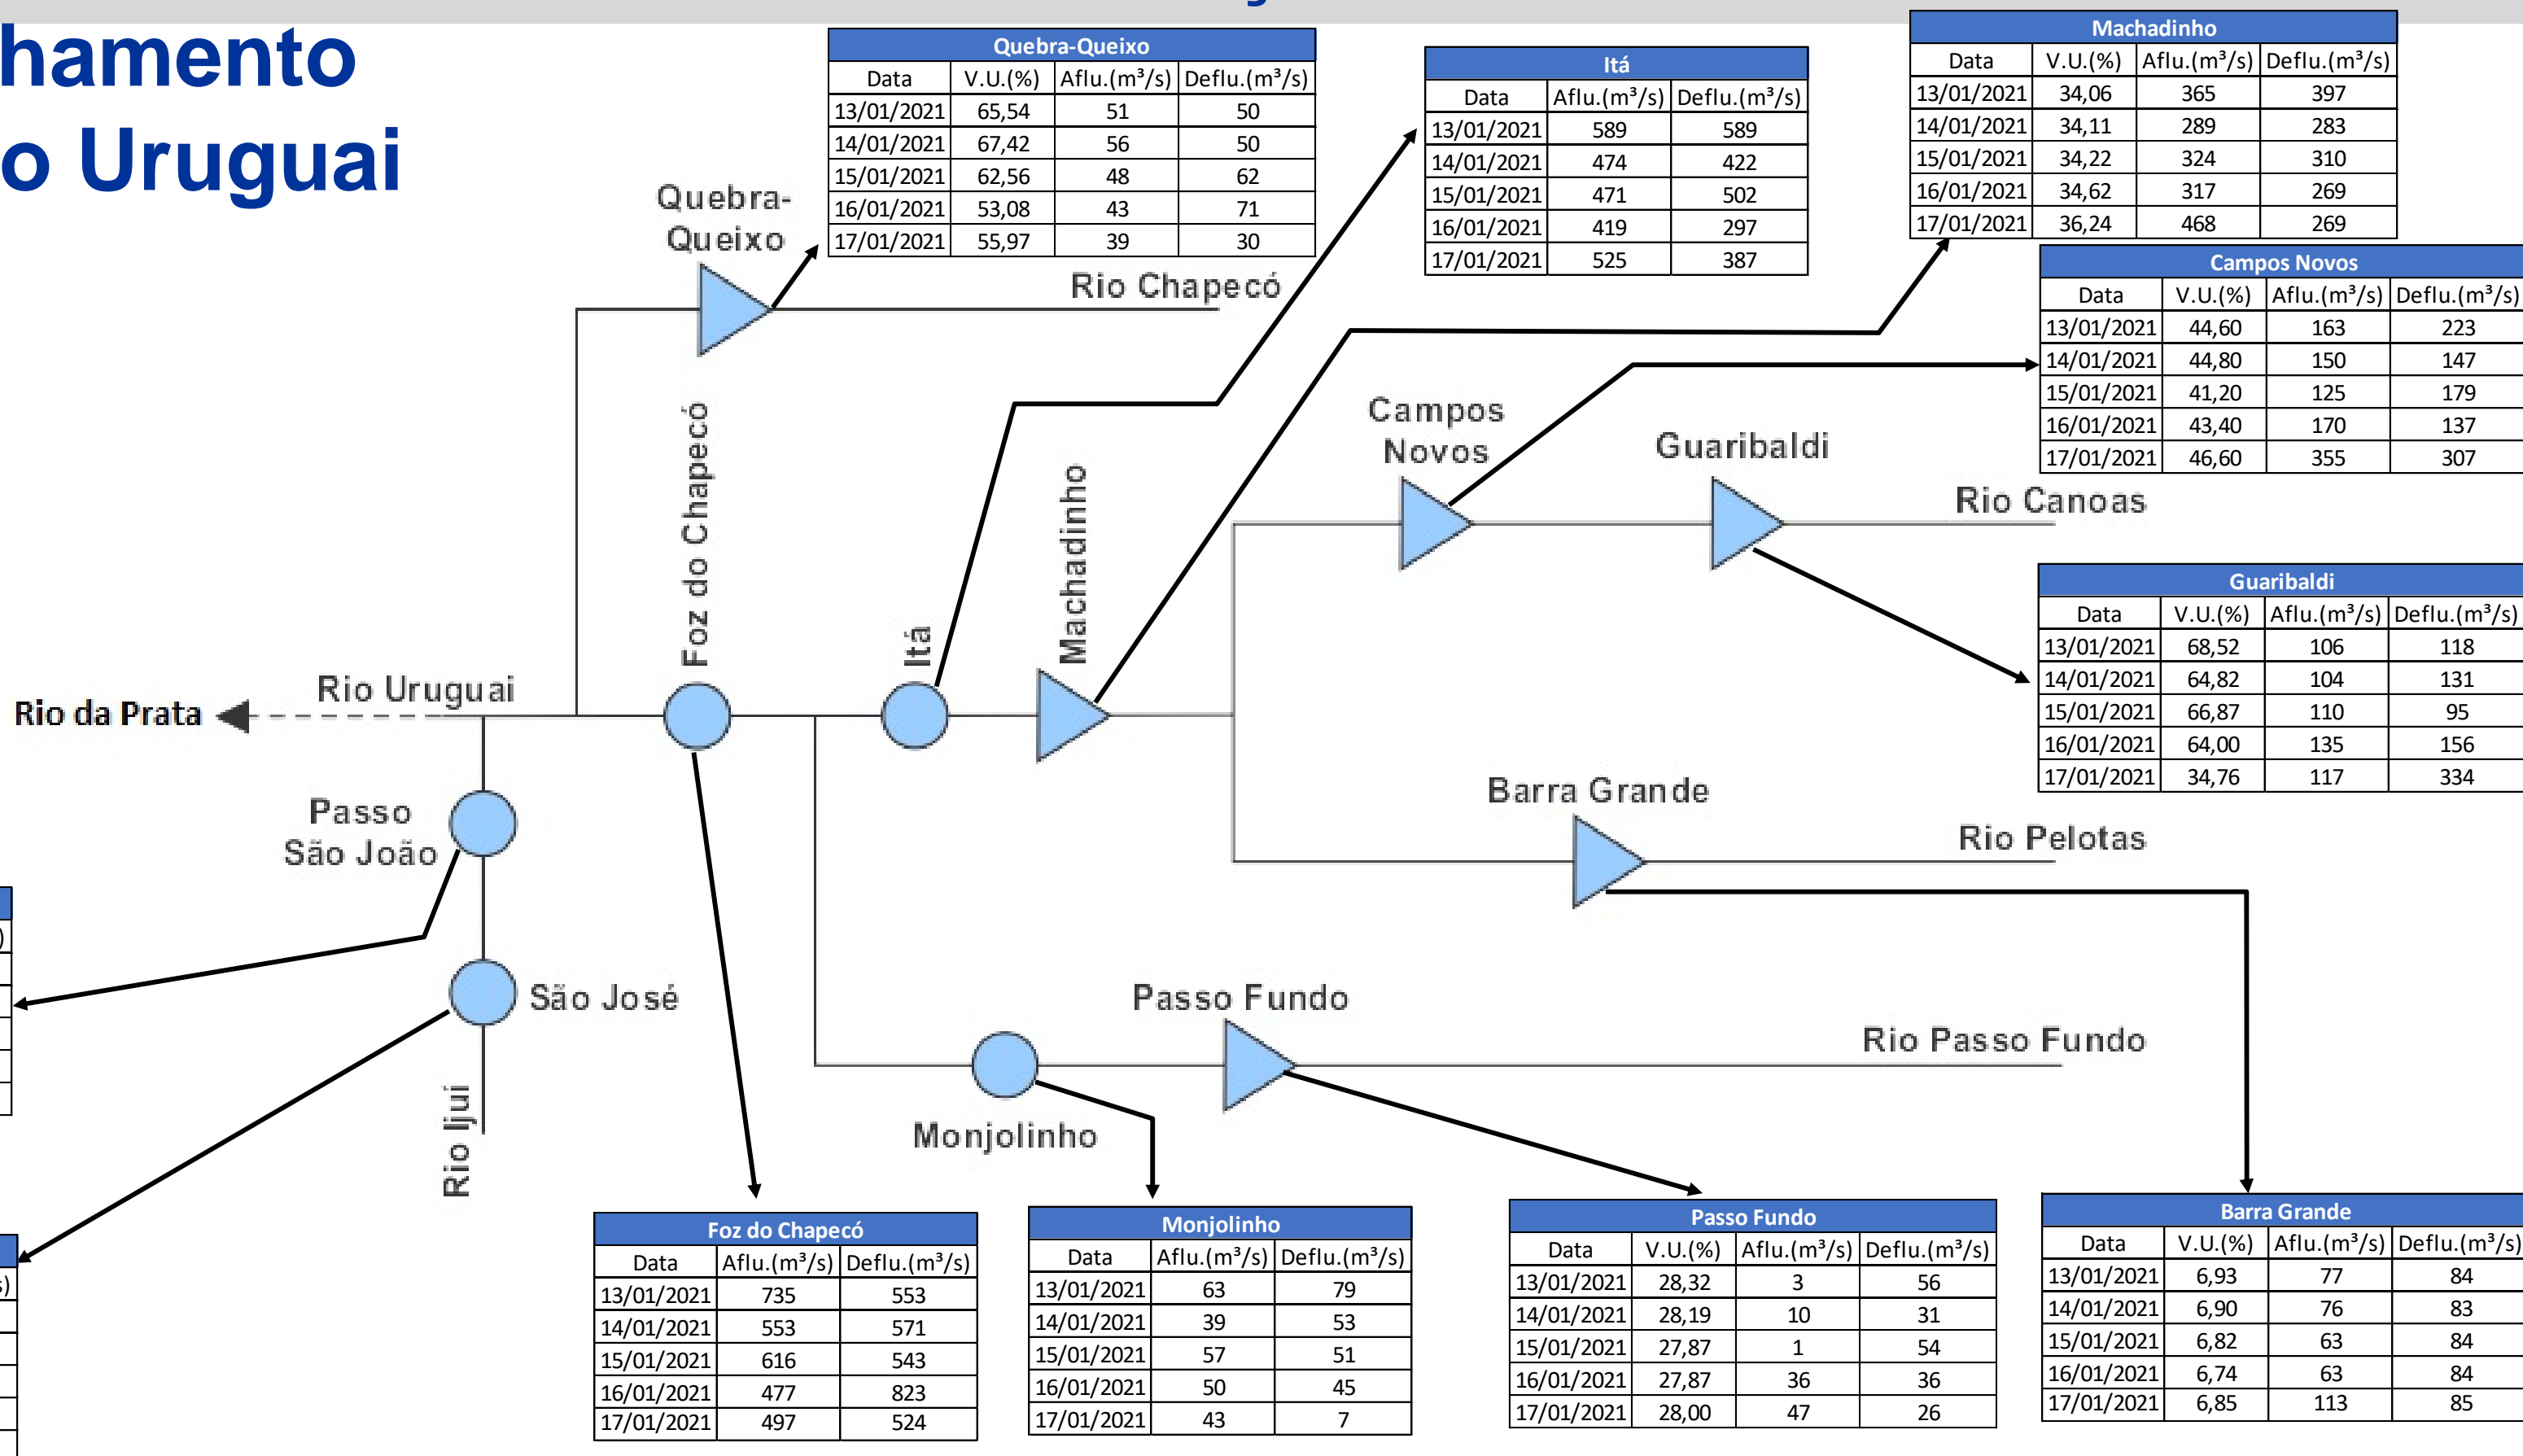 hamento
o Uruguai
Quebra-Queixo
Data V.U.(%) Aflu.(m³/s) Deflu.(m³/s)
13/01/2021 65,54 51 50
14/01/2021 67,42 56 50
15/01/2021 62,56 48 62
16/01/2021 53,08 43 71
17/01/2021 55,97 39 30
Itá
Data Aflu.(m³/s) Deflu.(m³/s)
13/01/2021 589 589
14/01/2021 474 422
15/01/2021 471 502
16/01/2021 419 297
17/01/2021 525 387
Machadinho
Data V.U.(%) Aflu.(m³/s) Deflu.(m³/s)
13/01/2021 34,06 365 397
14/01/2021 34,11 289 283
15/01/2021 34,22 324 310
16/01/2021 34,62 317 269
17/01/2021 36,24 468 269
Campos Novos
Data V.U.(%) Aflu.(m³/s) Deflu.(m³/s)
13/01/2021 44,60 163 223
14/01/2021 44,80 150 147
15/01/2021 41,20 125 179
16/01/2021 43,40 170 137
17/01/2021 46,60 355 307
Quebra-
Queixo
Rio Chapecó
Foz do Chapecó
Itá
Machadinho
Campos
Novos
Guaribaldi
Rio Canoas
Guaribaldi
Data V.U.(%) Aflu.(m³/s) Deflu.(m³/s)
13/01/2021 68,52 106 118
14/01/2021 64,82 104 131
15/01/2021 66,87 110 95
16/01/2021 64,00 135 156
17/01/2021 34,76 117 334
Rio da Prata
Rio Uruguai
Passo
São João
Barra Grande
Rio Pelotas
São José
Rio Ijui
Passo Fundo
Rio Passo Fundo
Monjolinho
Foz do Chapecó
Data Aflu.(m³/s) Deflu.(m³/s)
13/01/2021 735 553
14/01/2021 553 571
15/01/2021 616 543
16/01/2021 477 823
17/01/2021 497 524
Monjolinho
Data Aflu.(m³/s) Deflu.(m³/s)
13/01/2021 63 79
14/01/2021 39 53
15/01/2021 57 51
16/01/2021 50 45
17/01/2021 43 7
Passo Fundo
Data V.U.(%) Aflu.(m³/s) Deflu.(m³/s)
13/01/2021 28,32 3 56
14/01/2021 28,19 10 31
15/01/2021 27,87 1 54
16/01/2021 27,87 36 36
17/01/2021 28,00 47 26
Barra Grande
Data V.U.(%) Aflu.(m³/s) Deflu.(m³/s)
13/01/2021 6,93 77 84
14/01/2021 6,90 76 83
15/01/2021 6,82 63 84
16/01/2021 6,74 63 84
17/01/2021 6,85 113 85